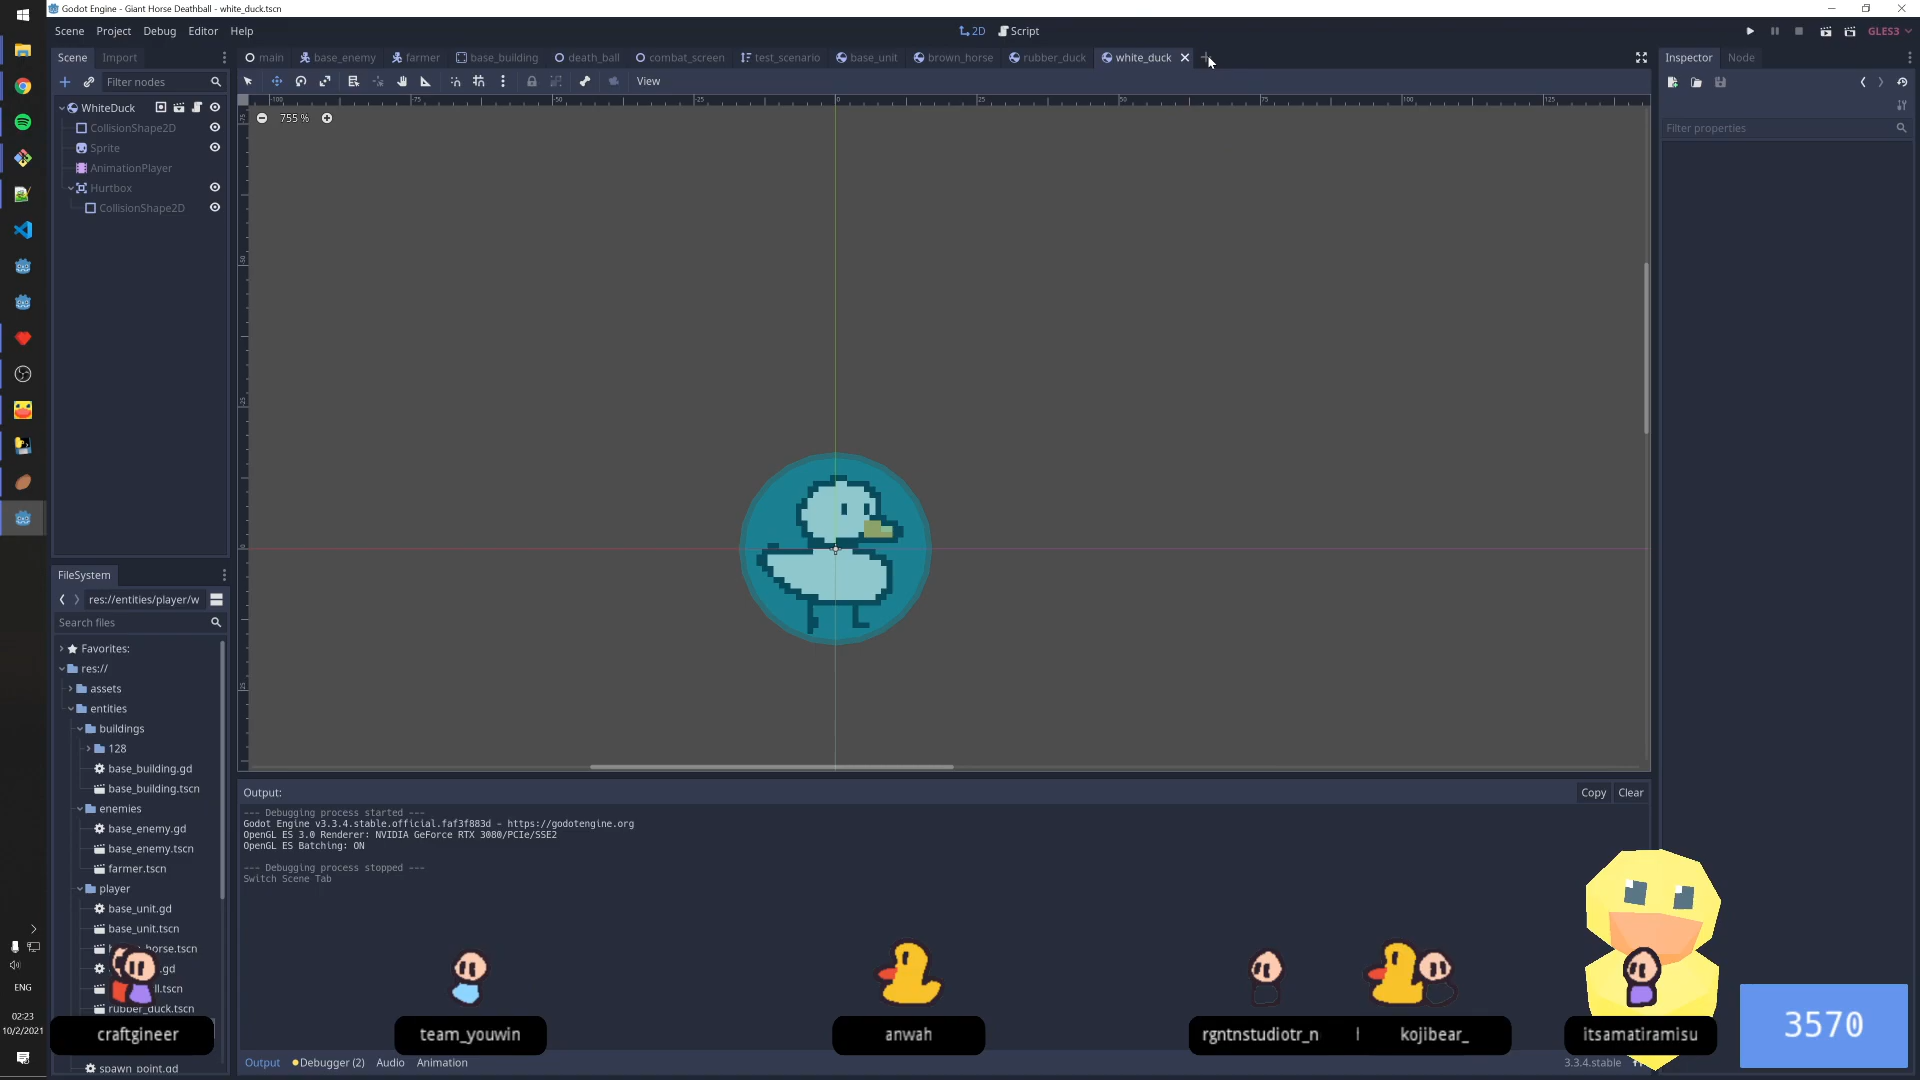 Godot Engine - Giant Horse Deathball - white_duck.tscn
Scene Project Debug Editor Help
2D Script
GLES3
Scene Import
main base_enemy farmer base_building death_ball combat_screen test_scenario base_unit brown_horse rubber_duck white_duck
Inspector Node
Filter nodes
View
WhiteDuck
CollisionShape2D
Sprite
AnimationPlayer
Hurtbox
CollisionShape2D
755 %
Filter properties
FileSystem
res://entities/player/w
Search files
Favorites:
res://
assets
entities
buildings
128
base_building.gd
base_building.tscn
enemies
base_enemy.gd
base_enemy.tscn
farmer.tscn
player
base_unit.gd
base_unit.tscn
horse.tscn
.gd
ll.tscn
rubber_duck.tscn
spawn_point.gd
Output:
Copy Clear
--- Debugging process started ---
Godot Engine v3.3.4.stable.official.faf3f883d - https://godotengine.org
OpenGL ES 3.0 Renderer: NVIDIA GeForce RTX 3080/PCIe/SSE2
OpenGL ES Batching: ON
--- Debugging process stopped ---
Switch Scene Tab
craftgineer
team_youwin
anwah
rgntnstudiotr_n
kojibear_
itsamatiramisu
3570
Output Debugger (2) Audio Animation
3.3.4.stable
ENG
02:23
10/2/2021